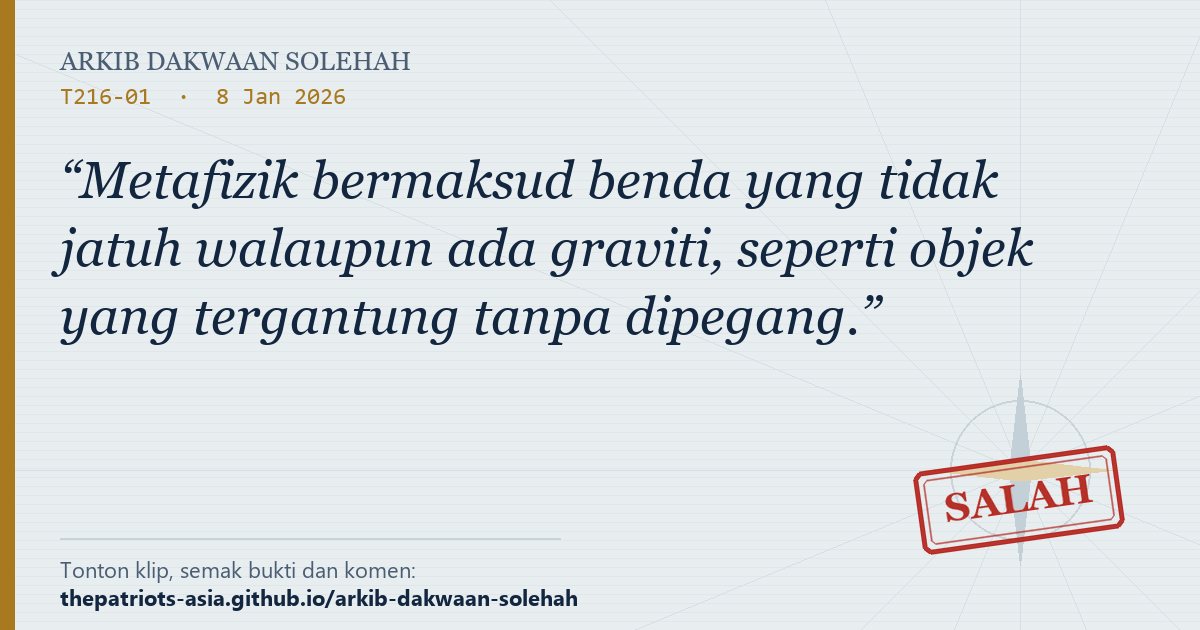 ARKIB DAKWAAN SOLEHAH
T216-01 · 8 Jan 2026
“Metafizik bermaksud benda yang tidak
jatuh walaupun ada graviti, seperti objek
yang tergantung tanpa dipegang.”
SALAH
Tonton klip, semak bukti dan komen:
thepatriots-asia.github.io/arkib-dakwaan-solehah